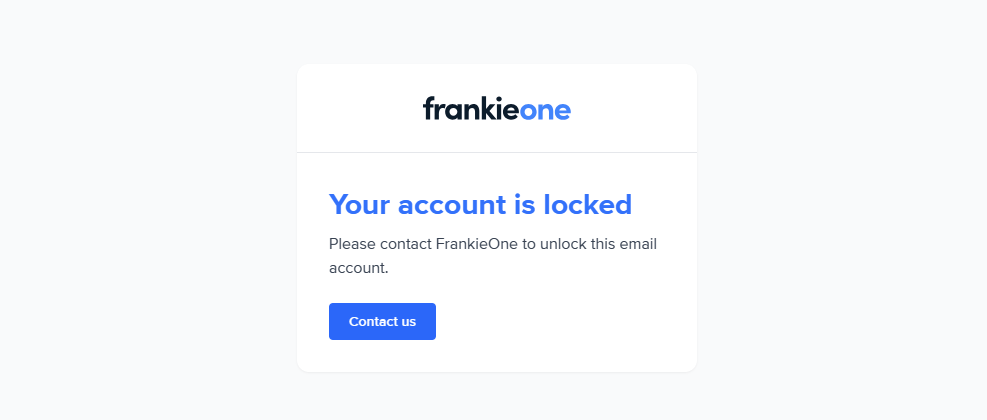 frankieone
Your account is locked
Please contact FrankieOne to unlock this email
account.
Contact us